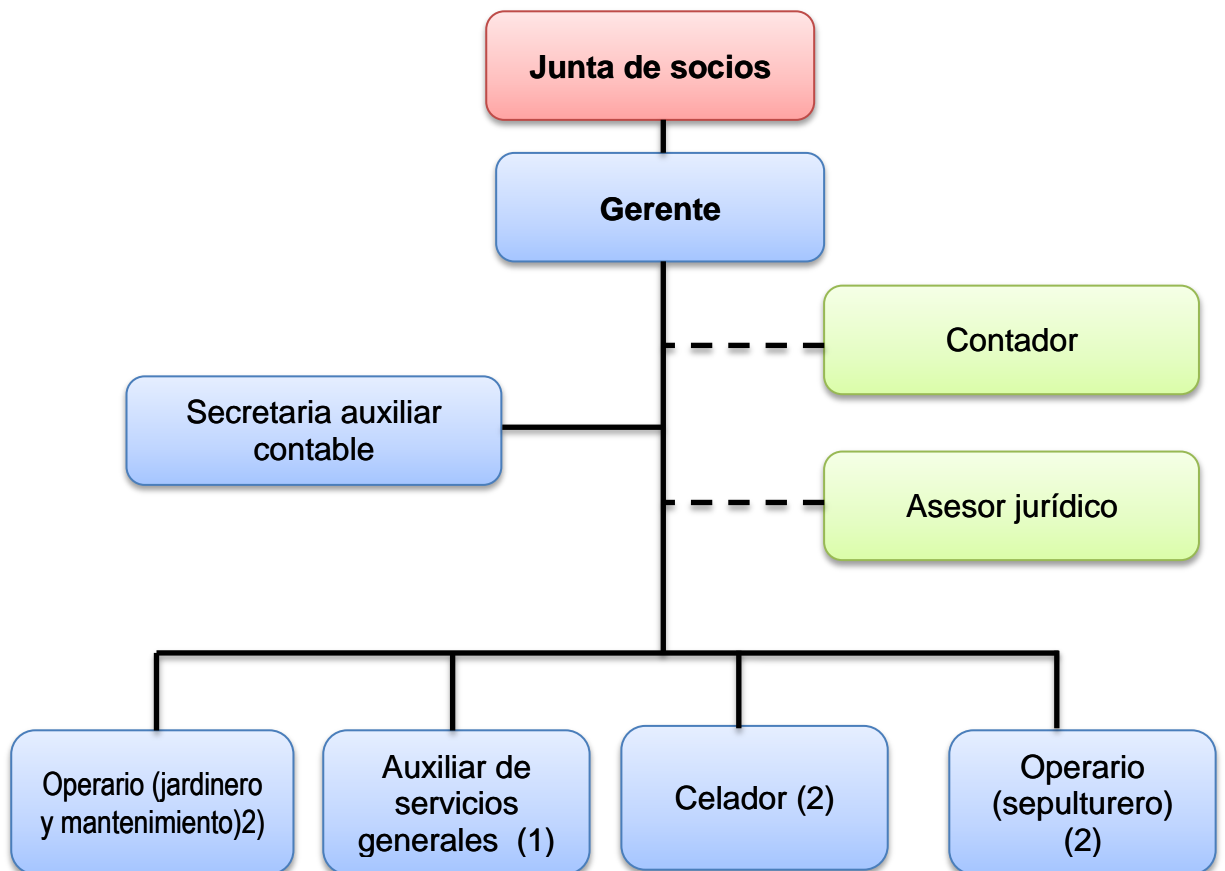 Junta de socios
Gerente
Contador
Secretaria auxiliar
contable
Asesor jurídico
Operario (jardinero
y mantenimiento)2)
Auxiliar de
servicios
generales (1)
Celador (2)
Operario
(sepulturero)
(2)